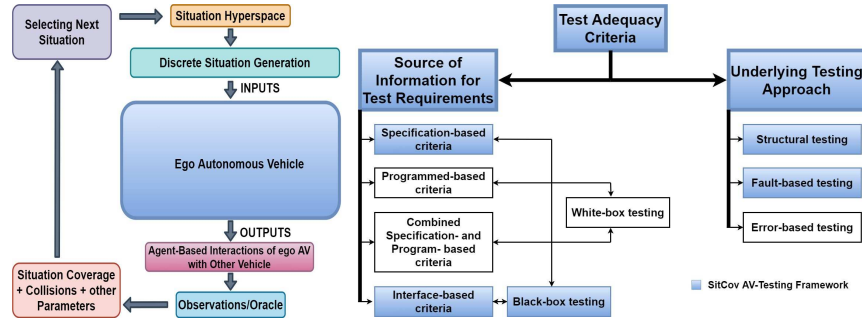 Selecting Next
Situation
Situation Hyperspace
Discrete Situation Generation
INPUTS
Ego Autonomous Vehicle
OUTPUTS
Agent-Based Interactions of ego AV
with Other Vehicle
Observations/Oracle
Situation Coverage
+ Collisions + other
Parameters
Test Adequacy
Criteria
Source of
Information for
Test Requirements
Underlying Testing
Approach
Specification-based
criteria
Programmed-based
criteria
Combined
Specification- and
Program- based
criteria
Interface-based
criteria
White-box testing
Black-box testing
Structural testing
Fault-based testing
Error-based testing
SitCov AV-Testing Framework